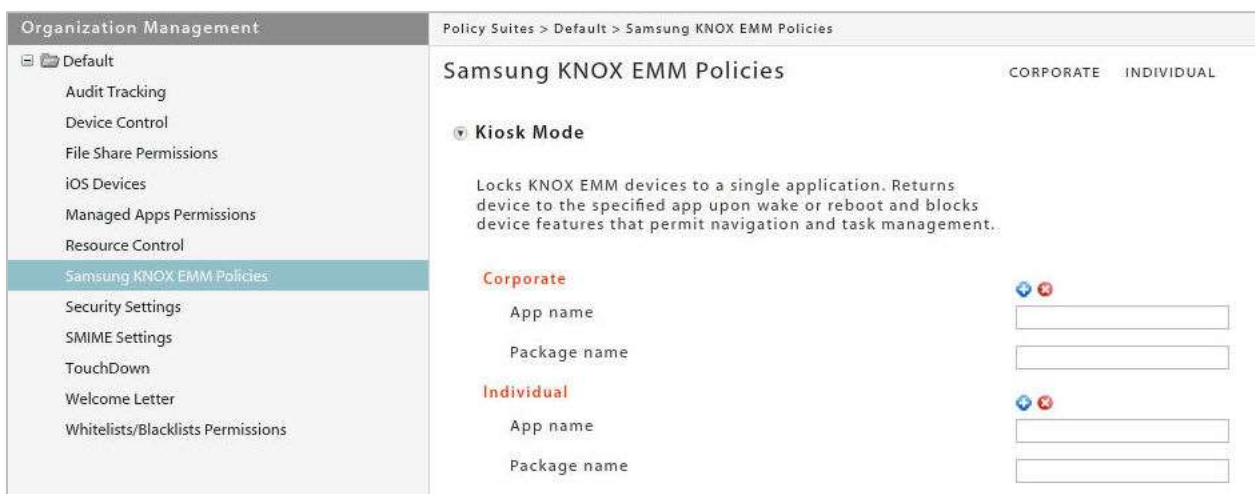 Organization Management
Default
Audit Tracking
Device Control
File Share Permissions
iOS Devices
Managed Apps Permissions
Resource Control
Samsung KNOX EMM Policies
Security Settings
SMIME Settings
TouchDown
Welcome Letter
Whitelists/Blacklists Permissions
Policy Suites > Default > Samsung KNOX EMM Policies
Samsung KNOX EMM Policies
CORPORATE INDIVIDUAL
Kiosk Mode
Locks KNOX EMM devices to a single application. Returns
device to the specified app upon wake or reboot and blocks
device features that permit navigation and task management.
Corporate
App name
Package name
Individual
App name
Package name